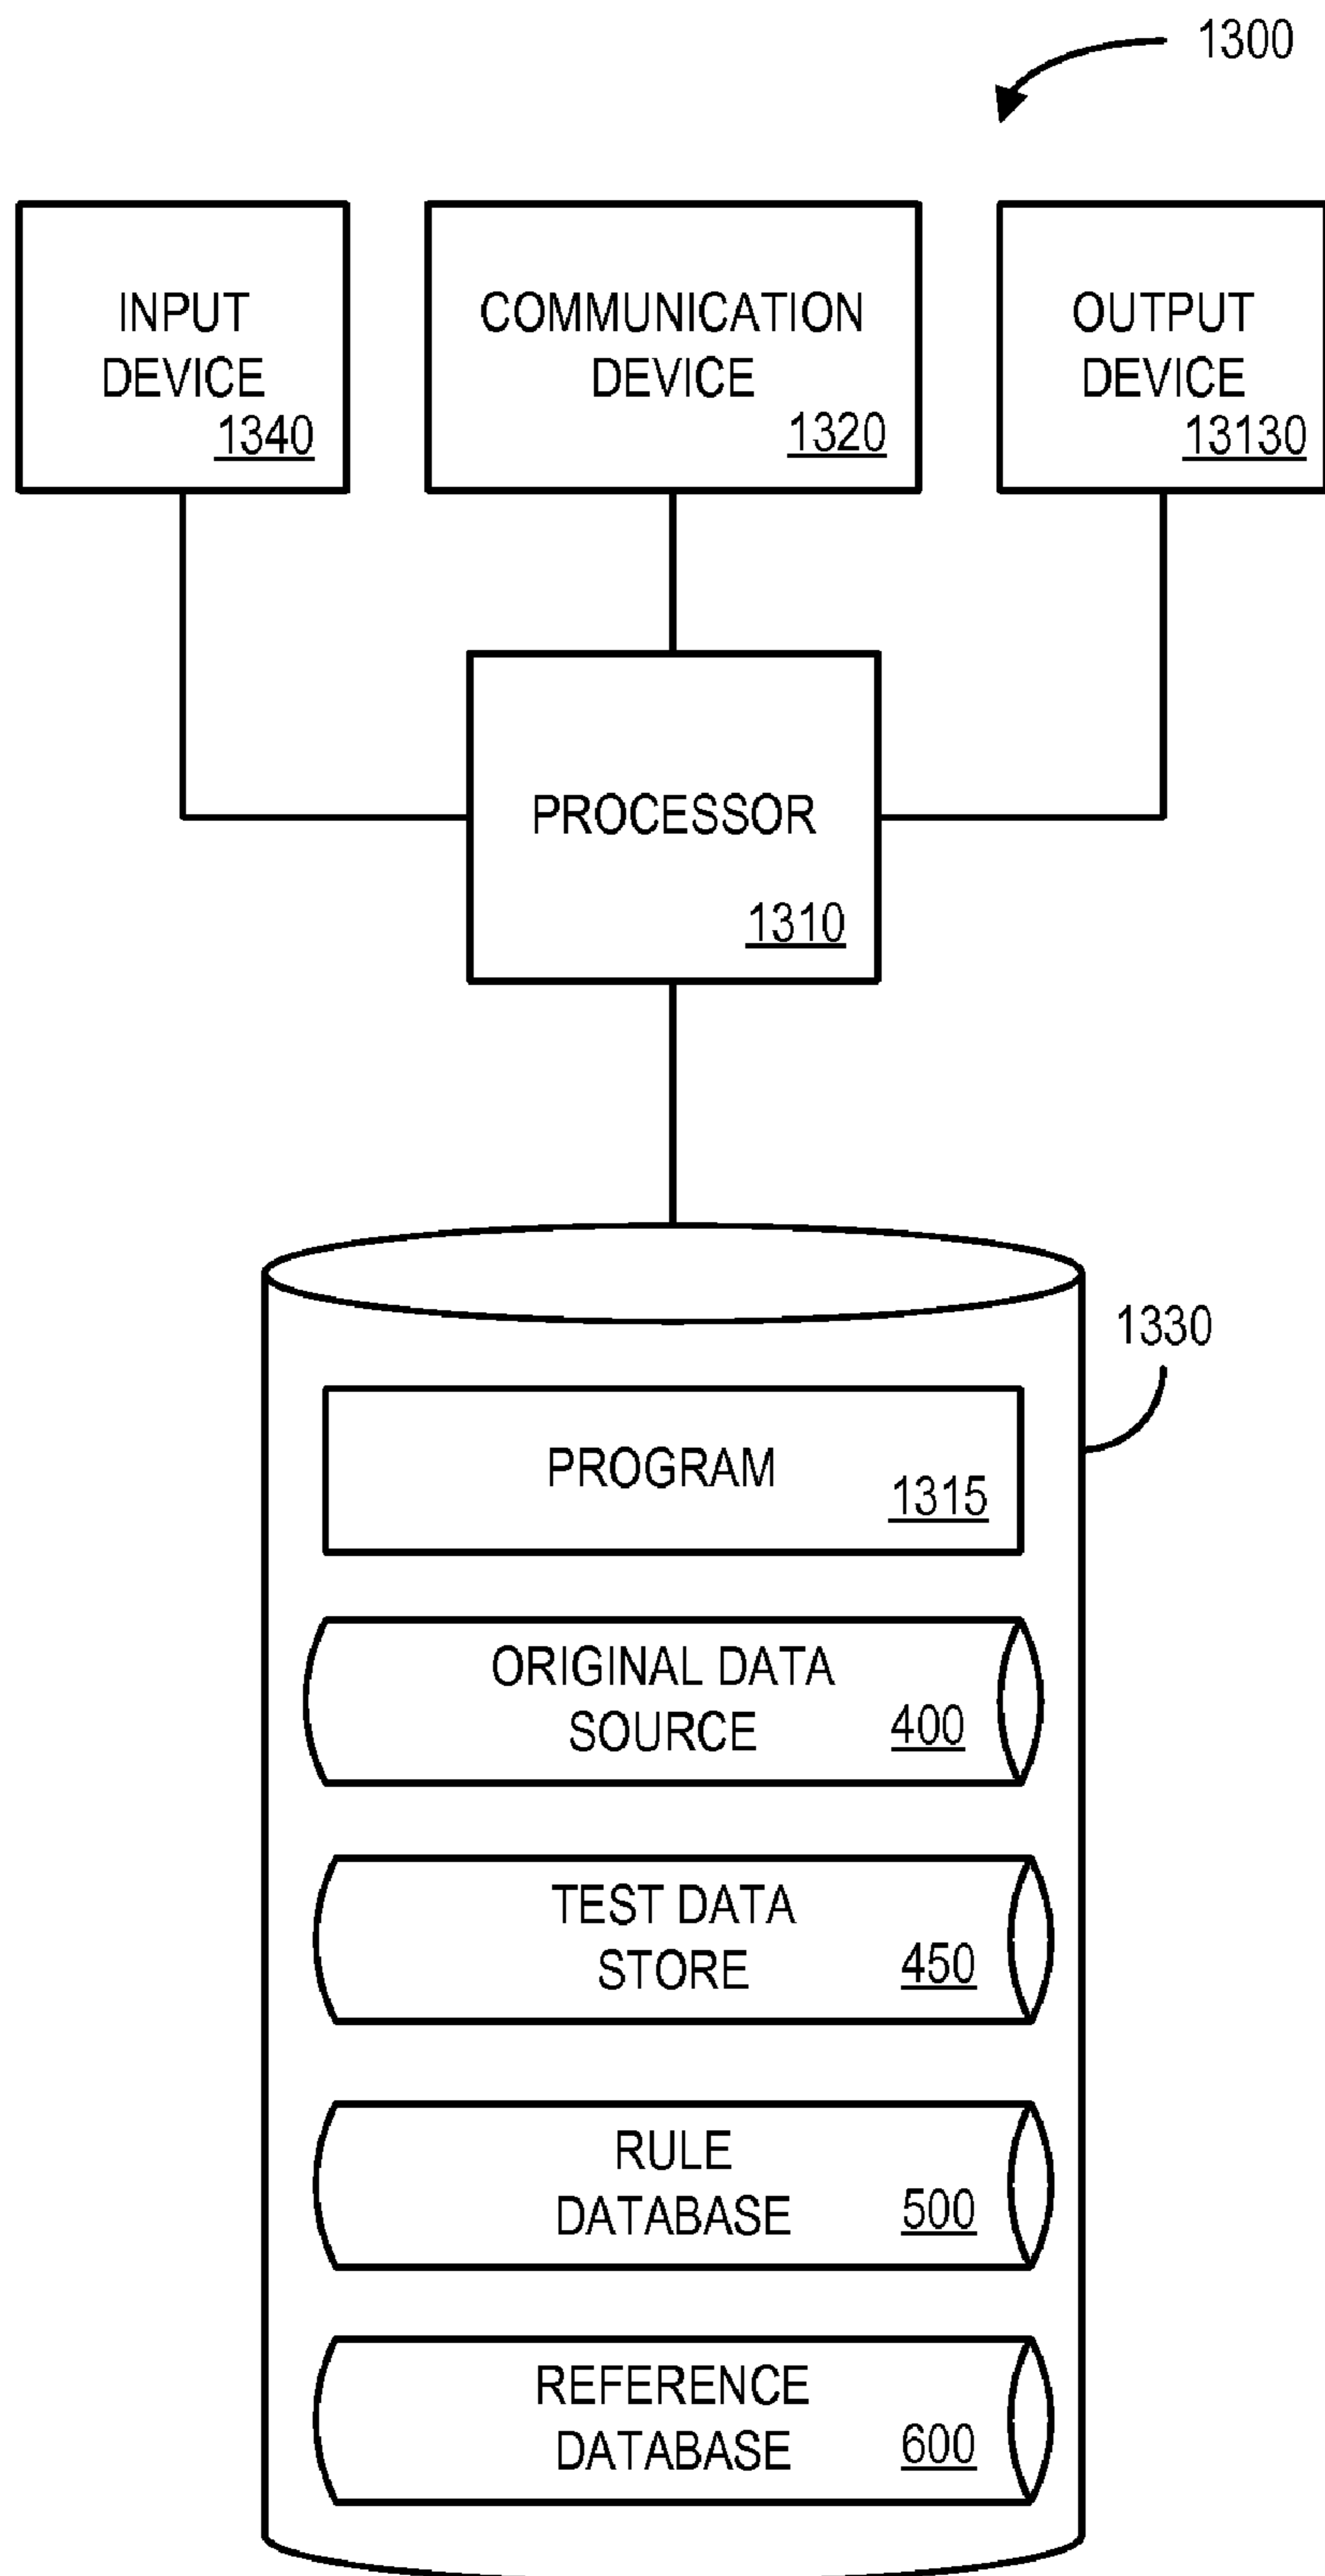 1300
INPUT
DEVICE
1340
COMMUNICATION
DEVICE
1320
OUTPUT
DEVICE
13130
PROCESSOR
1310
1330
PROGRAM
1315
ORIGINAL DATA
SOURCE
400
TEST DATA
STORE
450
RULE
DATABASE
500
REFERENCE
DATABASE
600